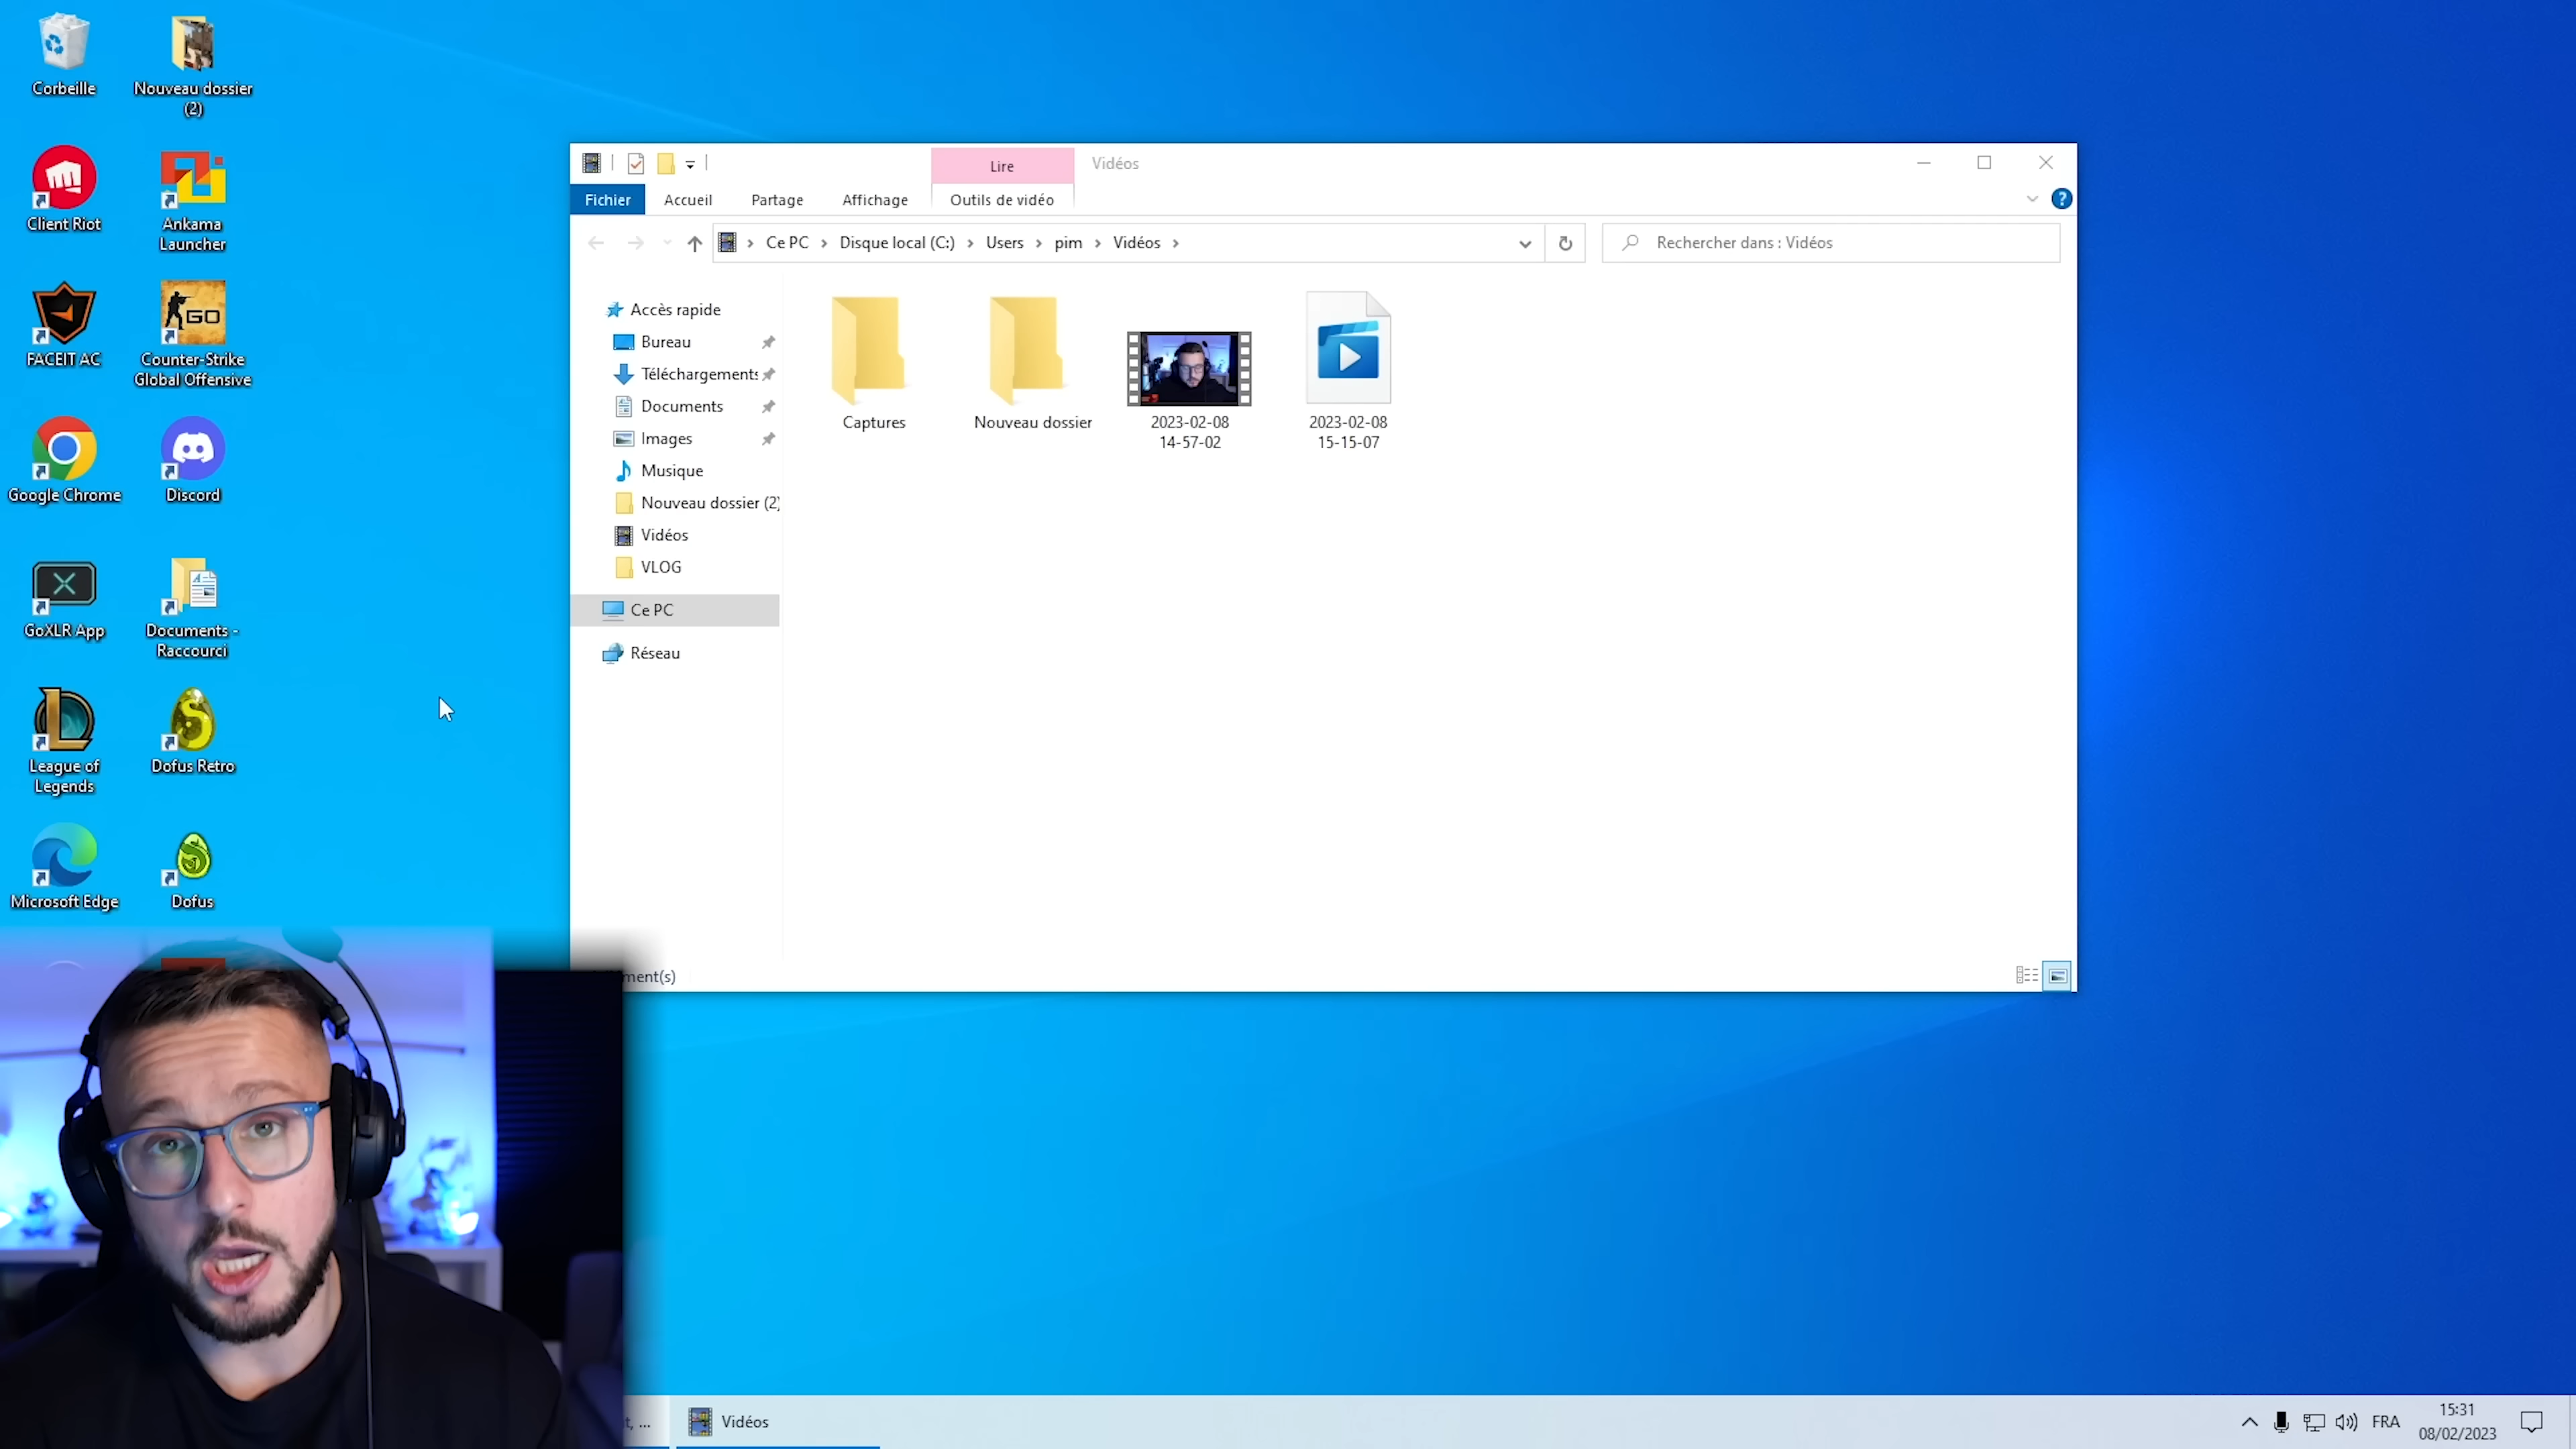 Corbeille
Nouveau dossier
(2)
Client Riot
Ankama
Launcher
FACEIT AC
GO
Counter-Strike
Global Offensive
Google Chrome
Discord
GoXLR App
Documents -
Raccourci
League of
Legends
Dofus Retro
Microsoft Edge
Dofus
Lire
Vidéos
Fichier
Accueil
Partage
Affichage
Outils de vidéo
Ce PC
Disque local (C:)
Users
pim
Vidéos
Rechercher dans : Vidéos
Accès rapide
Bureau
Téléchargements
Documents
Images
Musique
Nouveau dossier (2)
Vidéos
VLOG
Ce PC
Réseau
Captures
Nouveau dossier
2023-02-08
14-57-02
2023-02-08
15-15-07
ment(s)
t, ...
Vidéos
FRA
15:31
08/02/2023